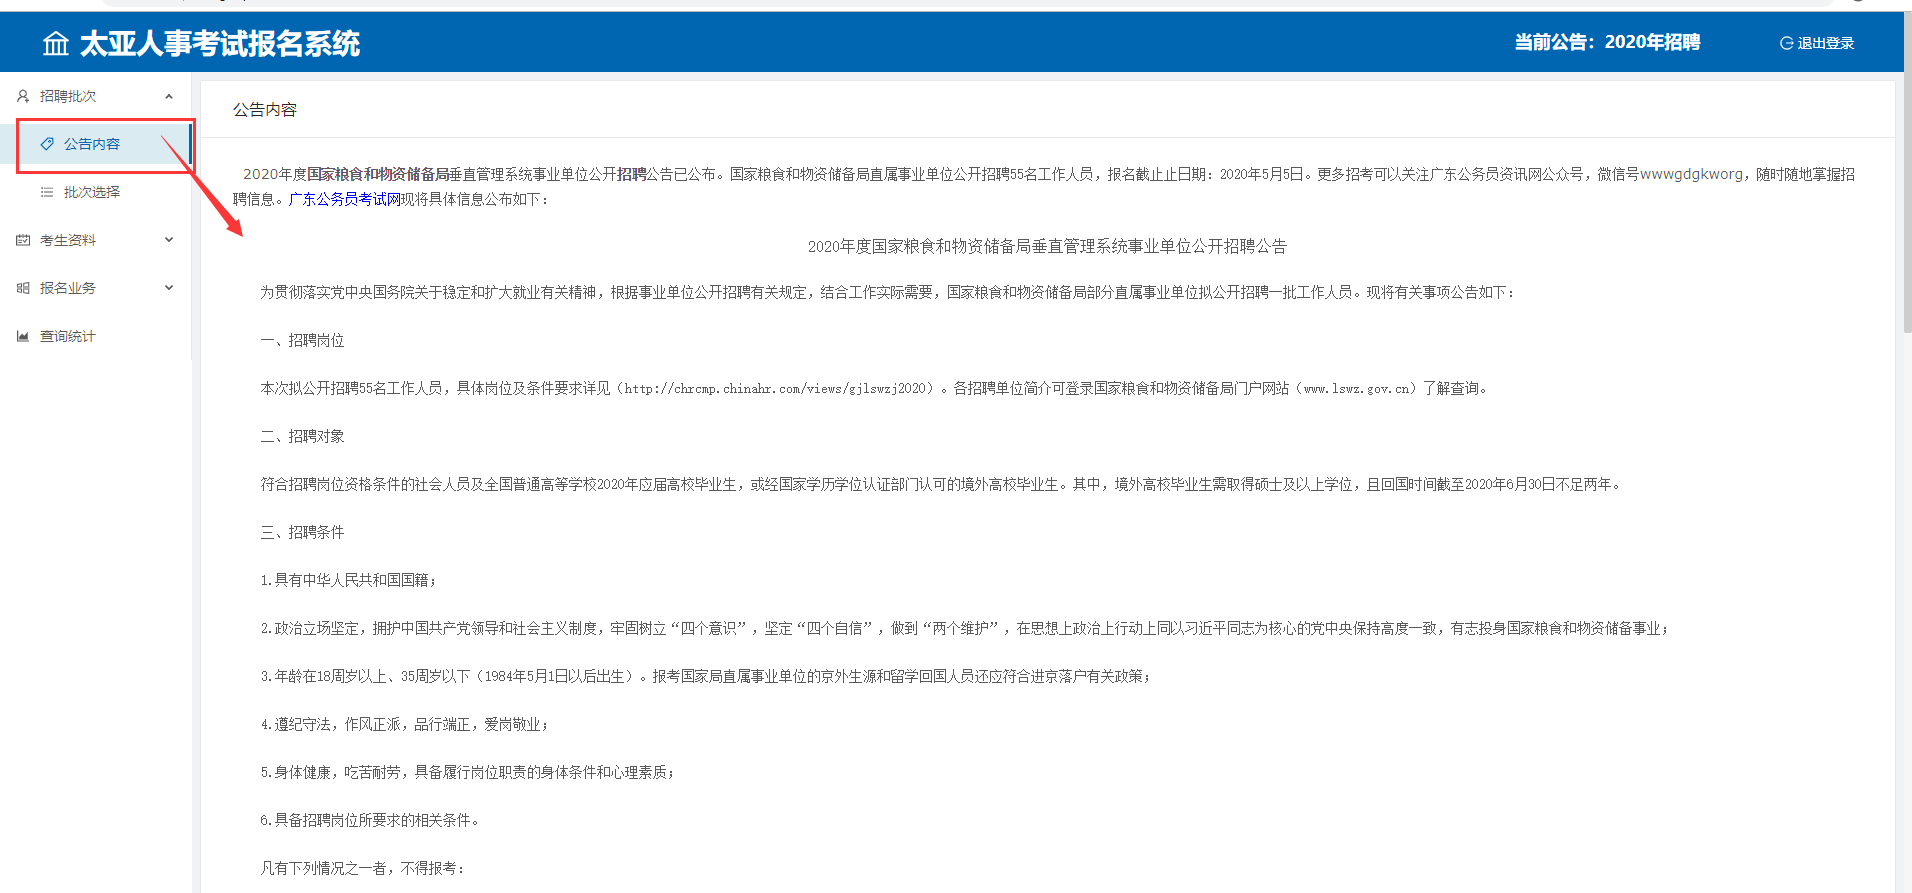 太亚人事考试报名系统
当前公告：2020年招聘
退出登录
招聘批次
公告内容
批次选择
考生资料
报名业务
查询统计
公告内容
2020年度国家粮食和物资储备局垂直管理系统事业单位公开招聘公告已公布。国家粮食和物资储备局直属事业单位公开招聘55名工作人员，报名截止止日期：2020年5月5日。更多招考可以关注广东公务员资讯网公众号，微信号wwwgdgkworg，随时随地掌握招
聘信息。广东公务员考试网现将具体信息公布如下：
2020年度国家粮食和物资储备局垂直管理系统事业单位公开招聘公告
为贯彻落实党中央国务院关于稳定和扩大就业有关精神，根据事业单位公开招聘有关规定，结合工作实际需要，国家粮食和物资储备局部分直属事业单位拟公开招聘一批工作人员。现将有关事项公告如下：
一、招聘岗位
本次拟公开招聘55名工作人员，具体岗位及条件要求详见（http://chrcmp.chinahr.com/views/gjlswzj2020）。各招聘单位简介可登录国家粮食和物资储备局门户网站（www.lswz.gov.cn）了解查询。
二、招聘对象
符合招聘岗位资格条件的社会人员及全国普通高等学校2020年应届高校毕业生，或经国家学历学位认证部门认可的境外高校毕业生。其中，境外高校毕业生需取得硕士及以上学位，且回国时间截至2020年6月30日不足两年。
三、招聘条件
1.具有中华人民共和国国籍；
2.政治立场坚定，拥护中国共产党领导和社会主义制度，牢固树立“四个意识”，坚定“四个自信”，做到“两个维护”，在思想上政治上行动上同以习近平同志为核心的党中央保持高度一致，有志投身国家粮食和物资储备事业；
3.年龄在18周岁以上、35周岁以下（1984年5月1日以后出生）。报考国家局直属事业单位的京外生源和留学回国人员还应符合进京落户有关政策；
4.遵纪守法，作风正派，品行端正，爱岗敬业；
5.身体健康，吃苦耐劳，具备履行岗位职责的身体条件和心理素质；
6.具备招聘岗位所要求的相关条件。
凡有下列情况之一者，不得报考：